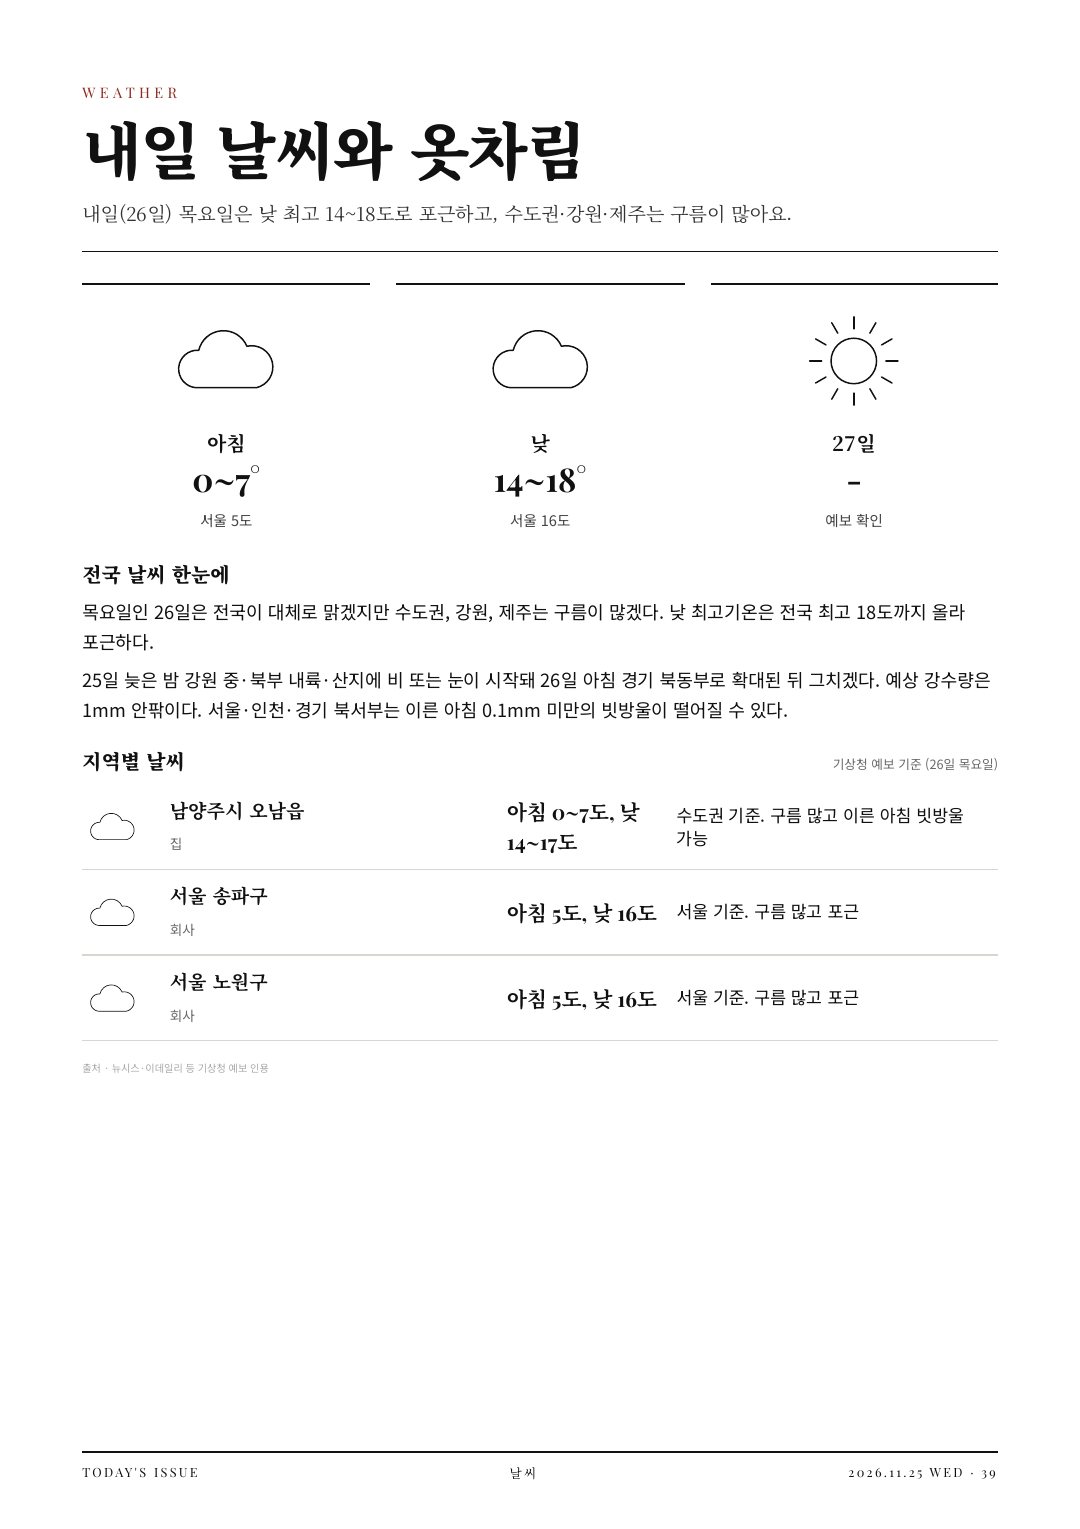 WEATHER
내일 날씨와 옷차림
내일(26일) 목요일은 낮 최고 14~18도로 포근하고, 수도권·강원·제주는 구름이 많아요.
아침
0~7°
서울 5도
낮
14~18°
서울 16도
27일
–
예보 확인
전국 날씨 한눈에
목요일인 26일은 전국이 대체로 맑겠지만 수도권, 강원, 제주는 구름이 많겠다. 낮 최고기온은 전국 최고 18도까지 올라
포근하다.
25일 늦은 밤 강원 중·북부 내륙·산지에 비 또는 눈이 시작돼 26일 아침 경기 북동부로 확대된 뒤 그치겠다. 예상 강수량은
1mm 안팎이다. 서울·인천·경기 북서부는 이른 아침 0.1mm 미만의 빗방울이 떨어질 수 있다.
지역별 날씨
기상청 예보 기준 (26일 목요일)
남양주시 오남읍
집
아침 0~7도, 낮
14~17도
수도권 기준. 구름 많고 이른 아침 빗방울
가능
서울 송파구
회사
아침 5도, 낮 16도
서울 기준. 구름 많고 포근
서울 노원구
회사
아침 5도, 낮 16도
서울 기준. 구름 많고 포근
출처 · 뉴시스·이데일리 등 기상청 예보 인용
TODAY'S ISSUE
날씨
2026.11.25 WED · 39